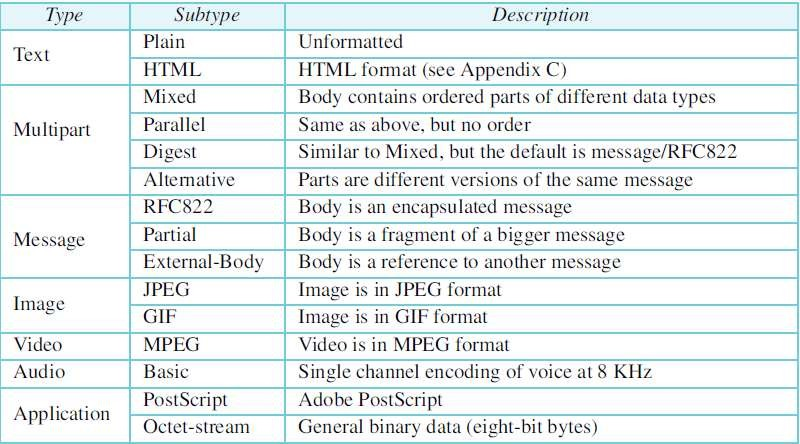 Type Subtype Description
Text Plain Unformatted
HTML HTML format (see Appendix C)
Multipart Mixed Body contains ordered parts of different data types
Parallel Same as above, but no order
Digest Similar to Mixed, but the default is message/RFC822
Alternative Parts are different versions of the same message
Message RFC822 Body is an encapsulated message
Partial Body is a fragment of a bigger message
External-Body Body is a reference to another message
Image JPEG Image is in JPEG format
GIF Image is in GIF format
Video MPEG Video is in MPEG format
Audio Basic Single channel encoding of voice at 8 KHz
Application PostScript Adobe PostScript
Octet-stream General binary data (eight-bit bytes)